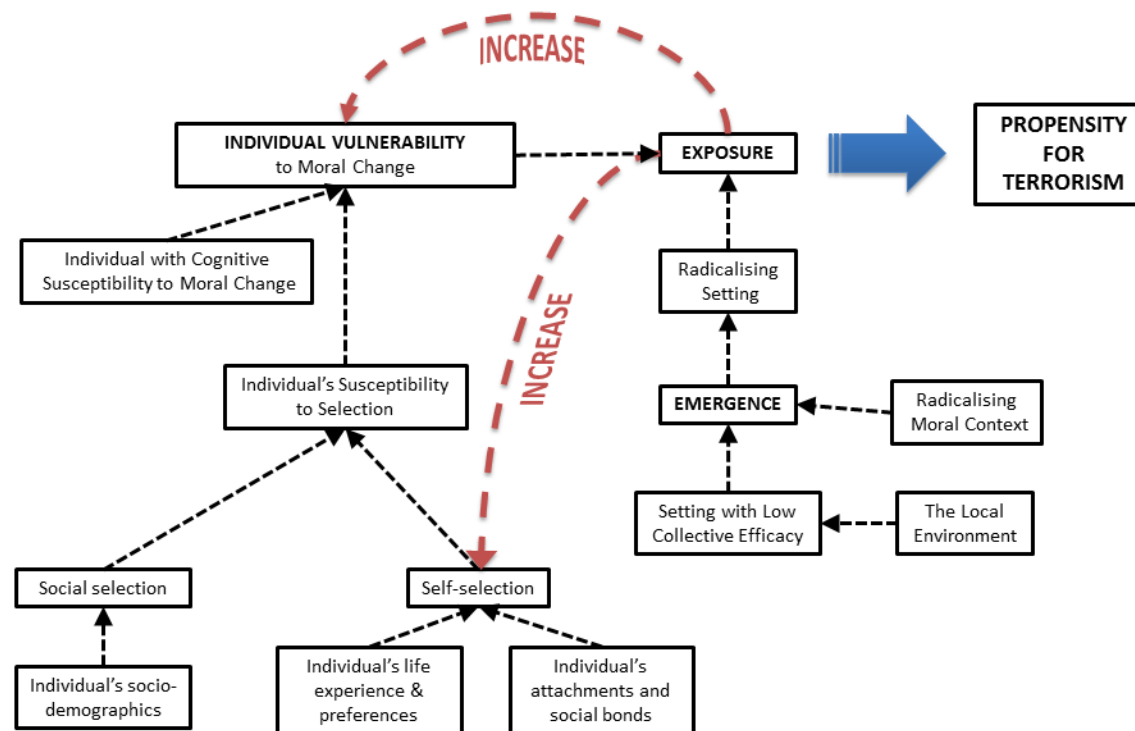 INCREASE
INDIVIDUAL VULNERABILITY
to Moral Change
EXPOSURE
PROPENSITY
FOR
TERRORISM
Individual with Cognitive
Susceptibility to Moral Change
Radicalising
Setting
INCREASE
Individual’s Susceptibility
to Selection
EMERGENCE
Radicalising
Moral Context
Setting with Low
Collective Efficacy
The Local
Environment
Social selection
Self-selection
Individual’s socio-
demographics
Individual’s life
experience &
preferences
Individual’s
attachments and
social bonds